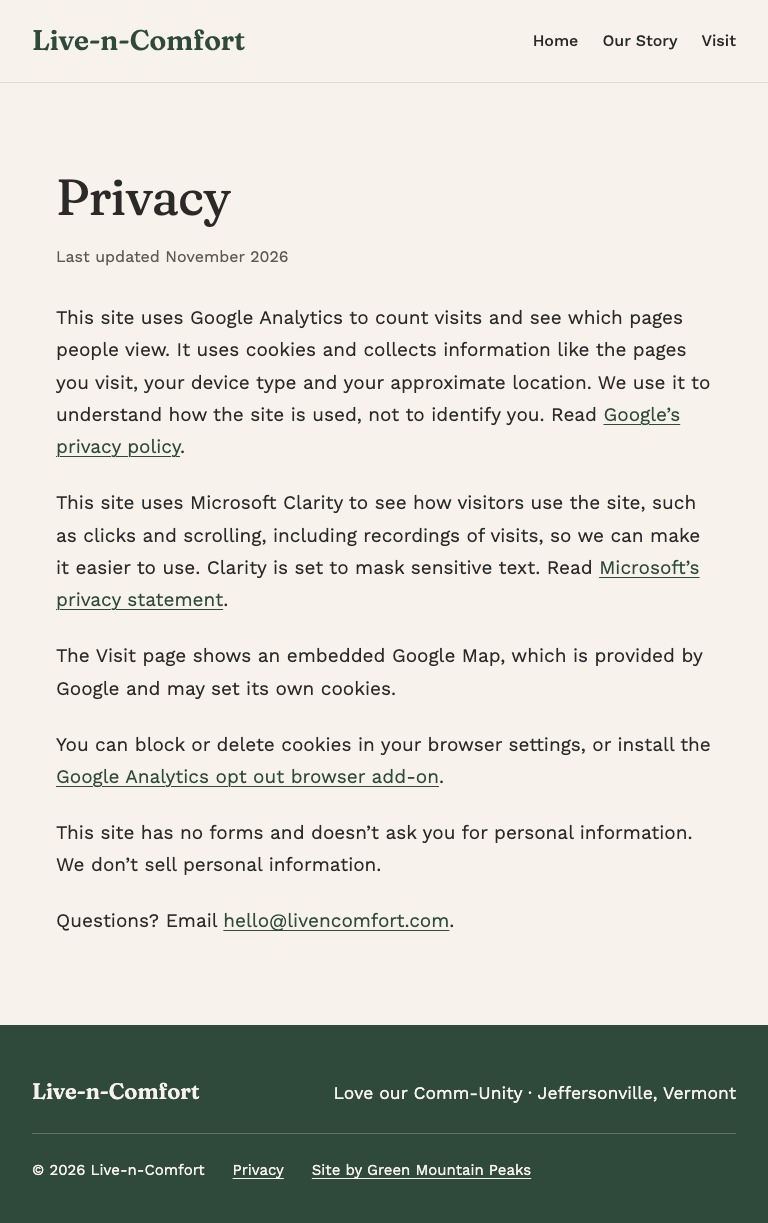 Live-n-Comfort
Home Our Story Visit
Privacy
Last updated November 2026
This site uses Google Analytics to count visits and see which pages
people view. It uses cookies and collects information like the pages
you visit, your device type and your approximate location. We use it to
understand how the site is used, not to identify you. Read Google’s
privacy policy.
This site uses Microsoft Clarity to see how visitors use the site, such
as clicks and scrolling, including recordings of visits, so we can make
it easier to use. Clarity is set to mask sensitive text. Read Microsoft’s
privacy statement.
The Visit page shows an embedded Google Map, which is provided by
Google and may set its own cookies.
You can block or delete cookies in your browser settings, or install the
Google Analytics opt out browser add-on.
This site has no forms and doesn’t ask you for personal information.
We don’t sell personal information.
Questions? Email hello@livencomfort.com.
Live-n-Comfort
Love our Comm-Unity · Jeffersonville, Vermont
© 2026 Live-n-Comfort Privacy Site by Green Mountain Peaks